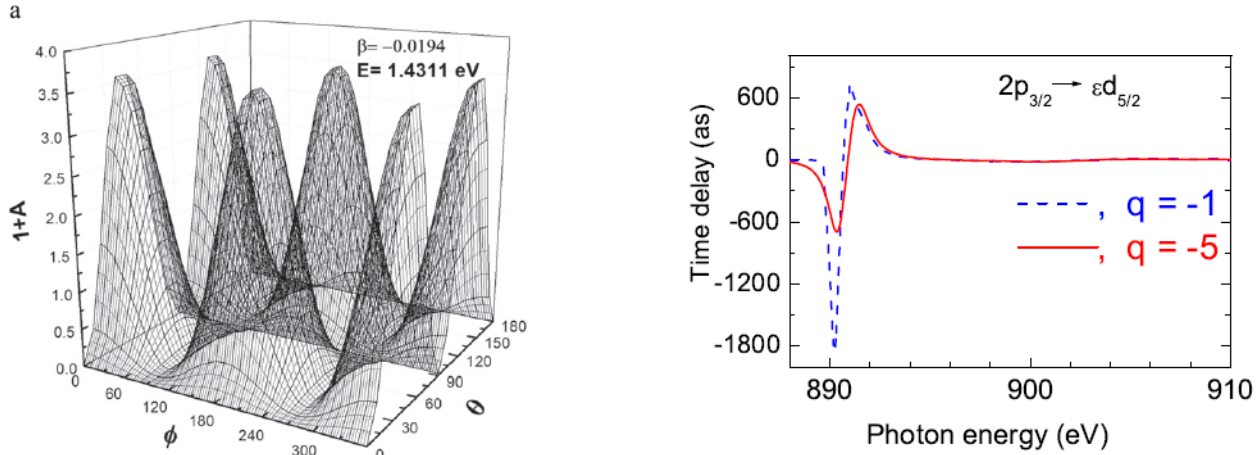 a
β= −0.0194
E= 1.4311 eV
4.0
3.5
3.0
2.5
2.0
1.5
1.0
0.5
0.0
1+A
0
60
120
180
240
300
ϕ
0
30
60
90
120
150
180
θ
2p3/2 → εd5/2
600
0
-600
-1200
-1800
Time delay (as)
, q = -1
, q = -5
890
900
910
Photon energy (eV)